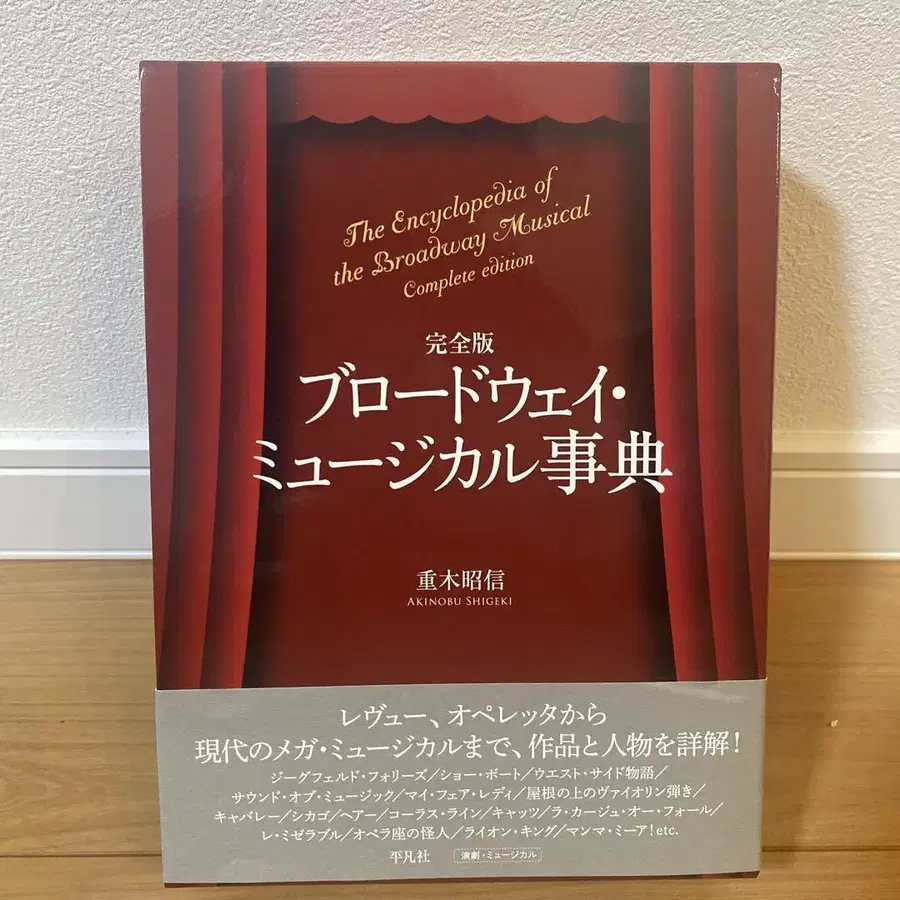 The Encyclopedia of
the Broadway Musical
Complete edition
完全版
ブロードウェイ・
ミュージカル事典
重木昭信
AKINOBU SHIGEKI
レヴュー、オペレッタから
現代のメガ・ミュージカルまで、作品と人物を詳解！
ジーグフェルド・フォリーズ／ショー・ボート／ウエスト・サイド物語／
サウンド・オブ・ミュージック／マイ・フェア・レディ／屋根の上のヴァイオリン弾き／
キャバレー／シカゴ／ヘアー／コーラス・ライン／キャッツ／ラ・カージュ・オー・フォール／
レ・ミゼラブル／オペラ座の怪人／ライオン・キング／マンマ・ミーア！etc.
平凡社 演劇・ミュージカル